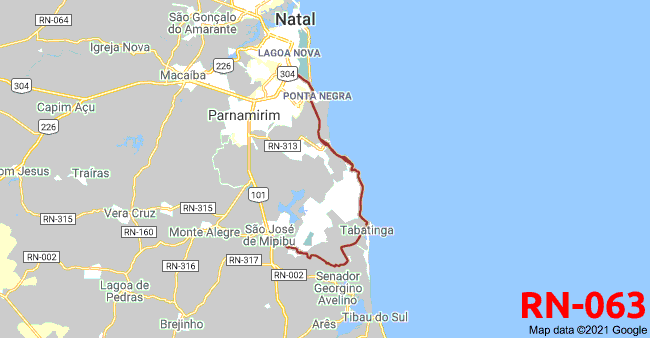 RN-064
São Gonçalo
do Amarante
Natal
Igreja Nova
LAGOA NOVA
226
Macaíba
304
304
PONTA NEGRA
Capim Açu
Parnamirim
226
RN-313
om Jesus
Traíras
101
RN-315
RN-315
Vera Cruz
RN-160
Monte Alegre
São José
de Mipibu
Tabatinga
RN-002
RN-316
RN-317
RN-002
Lagoa de
Pedras
Senador
Georgino
Avelino
RN-063
Brejinho
Arês
Tibau do Sul
Map data ©2021 Google